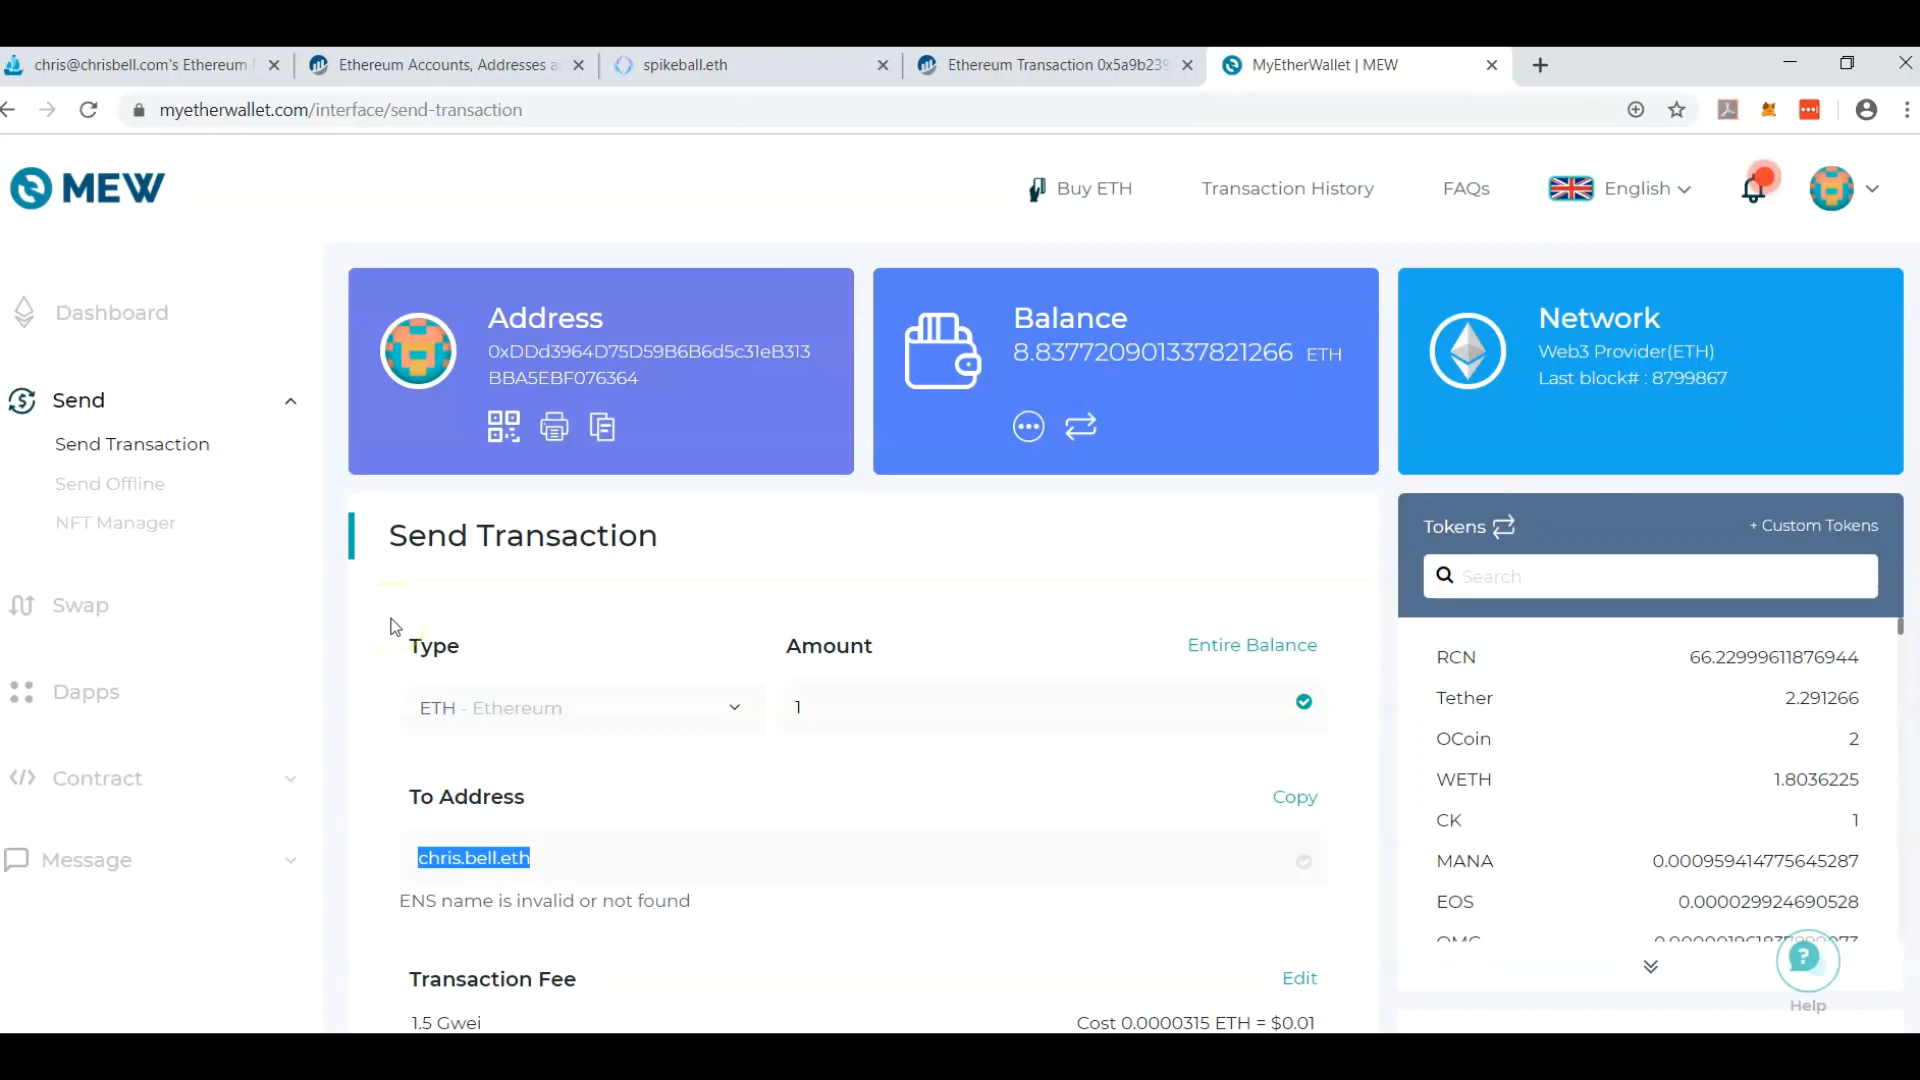 chris@chrisbell.com's Ethereum
Ethereum Accounts, Addresses a
spikeball.eth
Ethereum Transaction 0x5a9b239
MyEtherWallet | MEW
myetherwallet.com/interface/send-transaction
MEW
Buy ETH
Transaction History
FAQs
English
Dashboard
Send
Send Transaction
Send Offline
NFT Manager
Swap
Dapps
Contract
Message
Address
0xDDd3964D75D59B6B6d5c31eB313
BBA5EBF076364
Balance
8.837720901337821266 ETH
Network
Web3 Provider(ETH)
Last block# : 8799867
Send Transaction
Type
Amount
Entire Balance
ETH - Ethereum
1
To Address
Copy
chris.bell.eth
ENS name is invalid or not found
Transaction Fee
Edit
1.5 Gwei
Cost 0.0000315 ETH = $0.01
Tokens
+ Custom Tokens
Search
RCN 66.22999611876944
Tether 2.291266
OCoin 2
WETH 1.8036225
CK 1
MANA 0.000959414775645287
EOS 0.000029924690528
Help